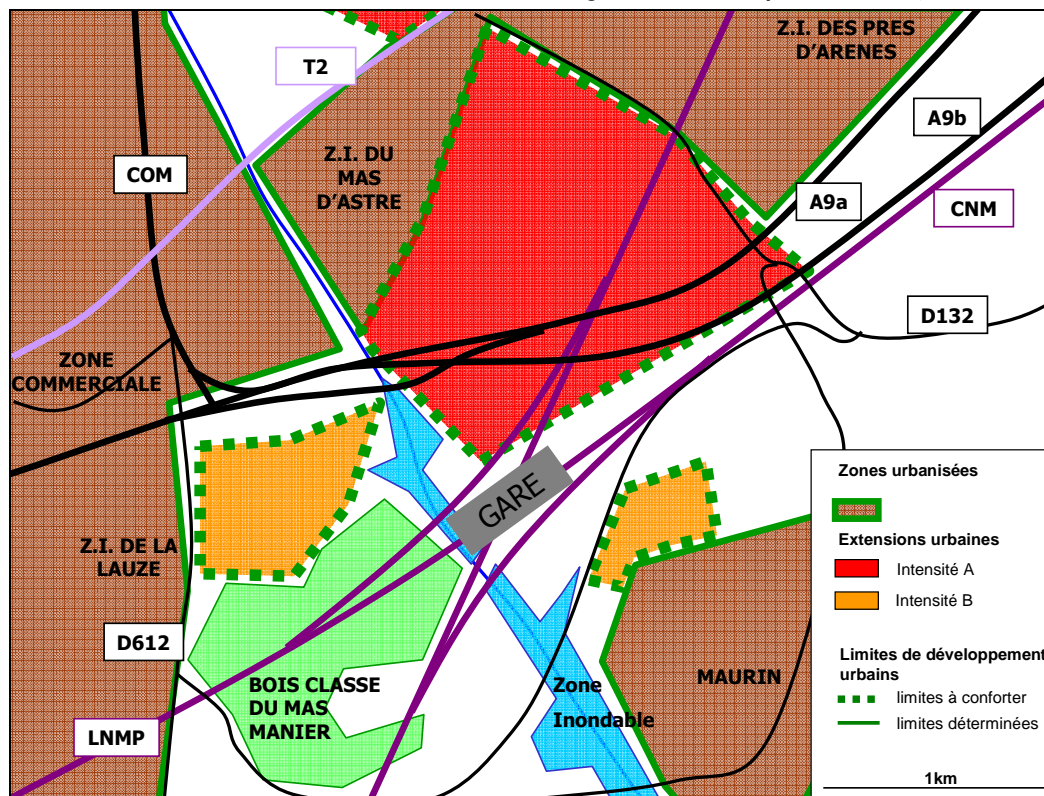 Z.I. DES PRES
D'ARENES
T2
A9b
Z.I. DU
MAS
D'ASTRE
COM
A9a
CNM
D132
ZONE
COMMERCIALE
GARE
Z.I. DE LA
LAUZE
D612
BOIS CLASSE
DU MAS
MANIER
Zone
Inondable
MAURIN
LNMP
Zones urbanisées
Extensions urbaines
Intensité A
Intensité B
Limites de développement
urbains
limites à conforter
limites déterminées
1km